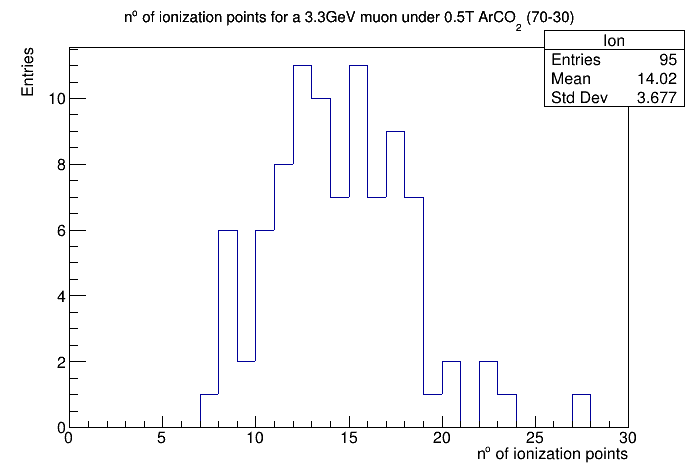 nº of ionization points for a 3.3GeV muon under 0.5T ArCO2 (70-30)
Ion
Entries 95
Mean 14.02
Std Dev 3.677
Entries
10
8
6
4
2
0
0 5 10 15 20 25 30
nº of ionization points